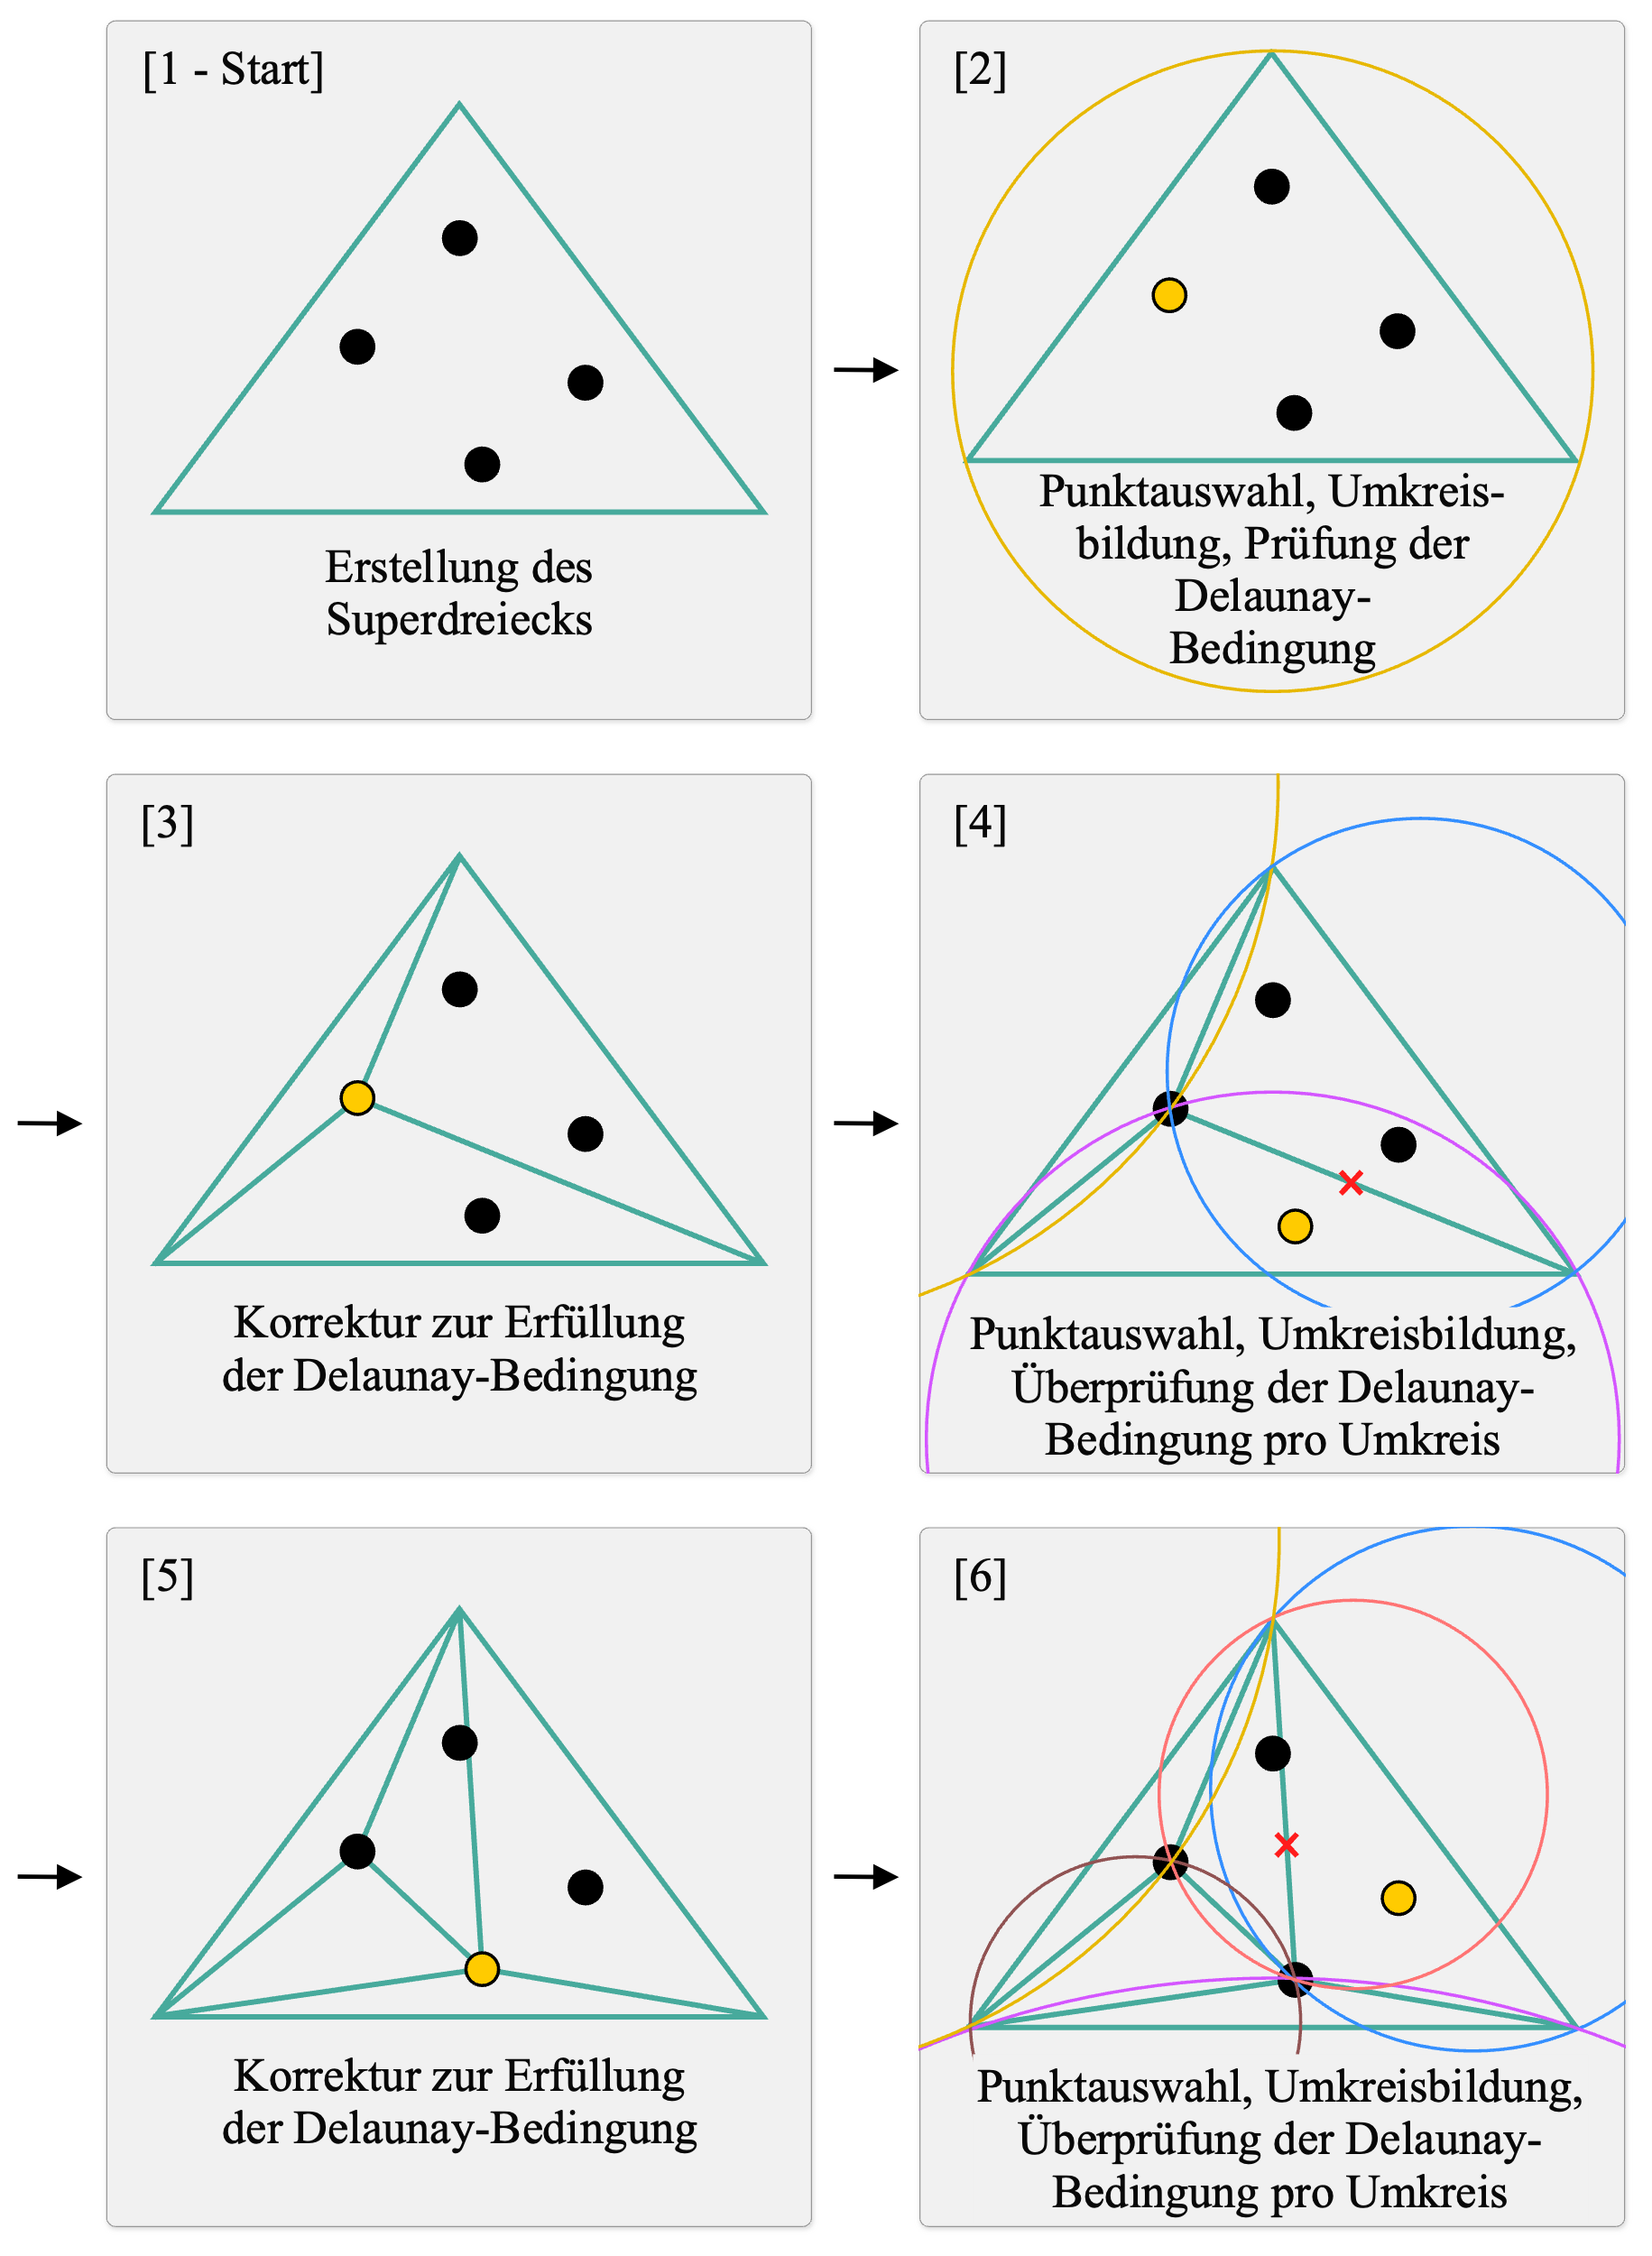 [1 - Start]
Erstellung des
Superdreiecks
[2]
Punktauswahl, Umkreis-
bildung, Prüfung der
Delaunay-
Bedingung
[3]
Korrektur zur Erfüllung
der Delaunay-Bedingung
[4]
Punktauswahl, Umkreisbildung,
Überprüfung der Delaunay-
Bedingung pro Umkreis
[5]
Korrektur zur Erfüllung
der Delaunay-Bedingung
[6]
Punktauswahl, Umkreisbildung,
Überprüfung der Delaunay-
Bedingung pro Umkreis